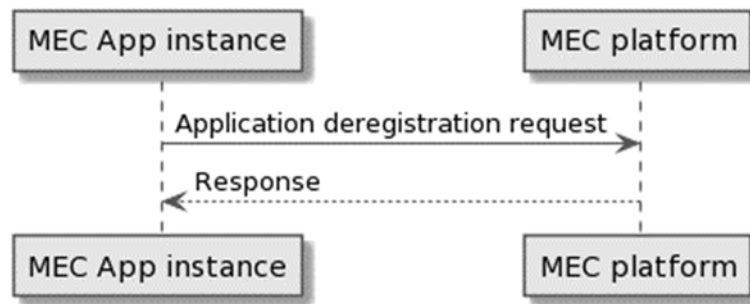 MEC App instance
MEC platform
Application deregistration request
Response
MEC App instance
MEC platform